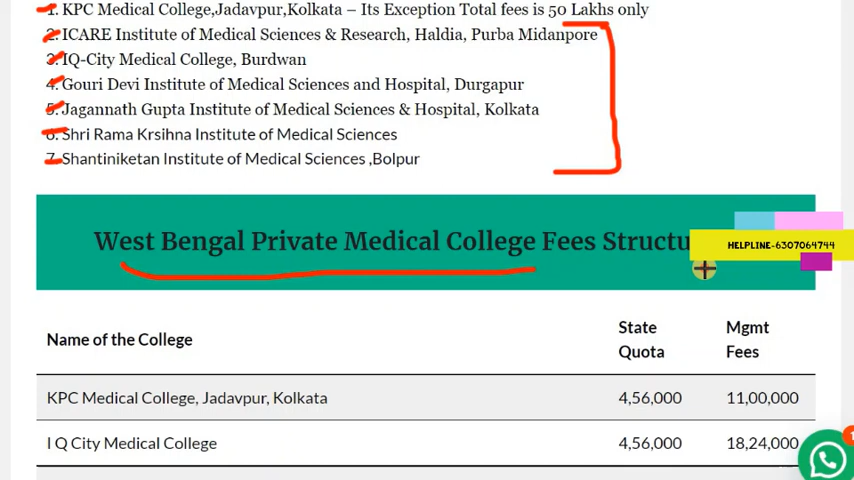 1. KPC Medical College,Jadavpur,Kolkata – Its Exception Total fees is 50 Lakhs only
2. ICARE Institute of Medical Sciences & Research, Haldia, Purba Midanpore
3. IQ-City Medical College, Burdwan
4. Gouri Devi Institute of Medical Sciences and Hospital, Durgapur
5. Jagannath Gupta Institute of Medical Sciences & Hospital, Kolkata
6. Shri Rama Krsihna Institute of Medical Sciences
7. Shantiniketan Institute of Medical Sciences ,Bolpur
West Bengal Private Medical College Fees Structu
HELPLINE-6307064744
Name of the College State Quota Mgmt Fees
KPC Medical College, Jadavpur, Kolkata 4,56,000 11,00,000
I Q City Medical College 4,56,000 18,24,000